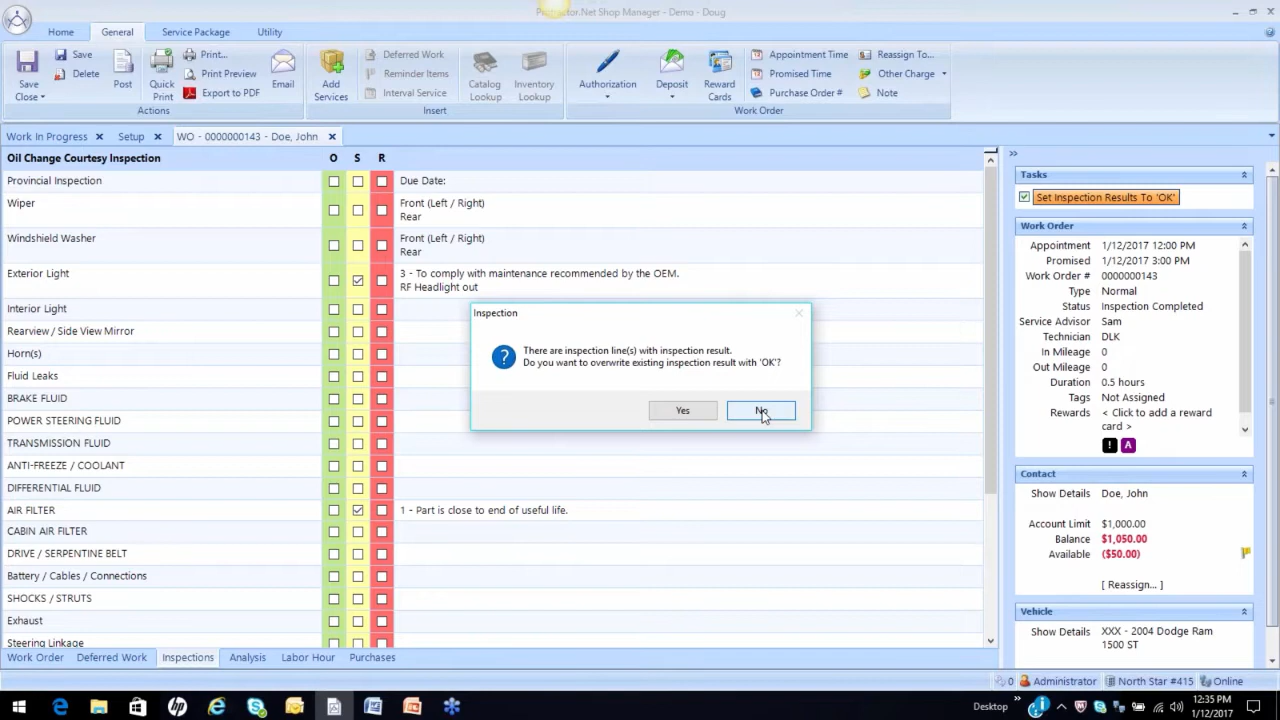 Protractor.Net Shop Manager - Demo - Doug
Home General Service Package Utility
Save Close
Save
Delete
Post
Quick Print
Print...
Print Preview
Export to PDF
Email
Actions
Add Services
Deferred Work
Reminder Items
Interval Service
Catalog Lookup
Inventory Lookup
Insert
Authorization
Deposit
Reward Cards
Appointment Time
Promised Time
Purchase Order #
Reassign To...
Other Charge
Note
Work Order
Work In Progress Setup WO - 0000000143 - Doe, John
Oil Change Courtesy Inspection O S R
Provincial Inspection Due Date:
Wiper Front (Left / Right)
Rear
Windshield Washer Front (Left / Right)
Rear
Exterior Light 3 - To comply with maintenance recommended by the OEM.
RF Headlight out
Interior Light
Rearview / Side View Mirror
Horn(s)
Fluid Leaks
BRAKE FLUID
POWER STEERING FLUID
TRANSMISSION FLUID
ANTI-FREEZE / COOLANT
DIFFERENTIAL FLUID
AIR FILTER 1 - Part is close to end of useful life.
CABIN AIR FILTER
DRIVE / SERPENTINE BELT
Battery / Cables / Connections
SHOCKS / STRUTS
Exhaust
Steering Linkage
Inspection
There are inspection line(s) with inspection result.
Do you want to overwrite existing inspection result with 'OK'?
Yes No
Tasks
Set Inspection Results To 'OK'
Work Order
Appointment 1/12/2017 12:00 PM
Promised 1/12/2017 3:00 PM
Work Order # 0000000143
Type Normal
Status Inspection Completed
Service Advisor Sam
Technician DLK
In Mileage 0
Out Mileage 0
Duration 0.5 hours
Tags Not Assigned
Rewards < Click to add a reward
card >
! A
Contact
Show Details Doe, John
Account Limit $1,000.00
Balance $1,050.00
Available ($50.00)
[ Reassign... ]
Vehicle
Show Details XXX - 2004 Dodge Ram
1500 ST
Work Order Deferred Work Inspections Analysis Labor Hour Purchases
0 Administrator North Star #415 Online
Desktop
12:35 PM
1/12/2017